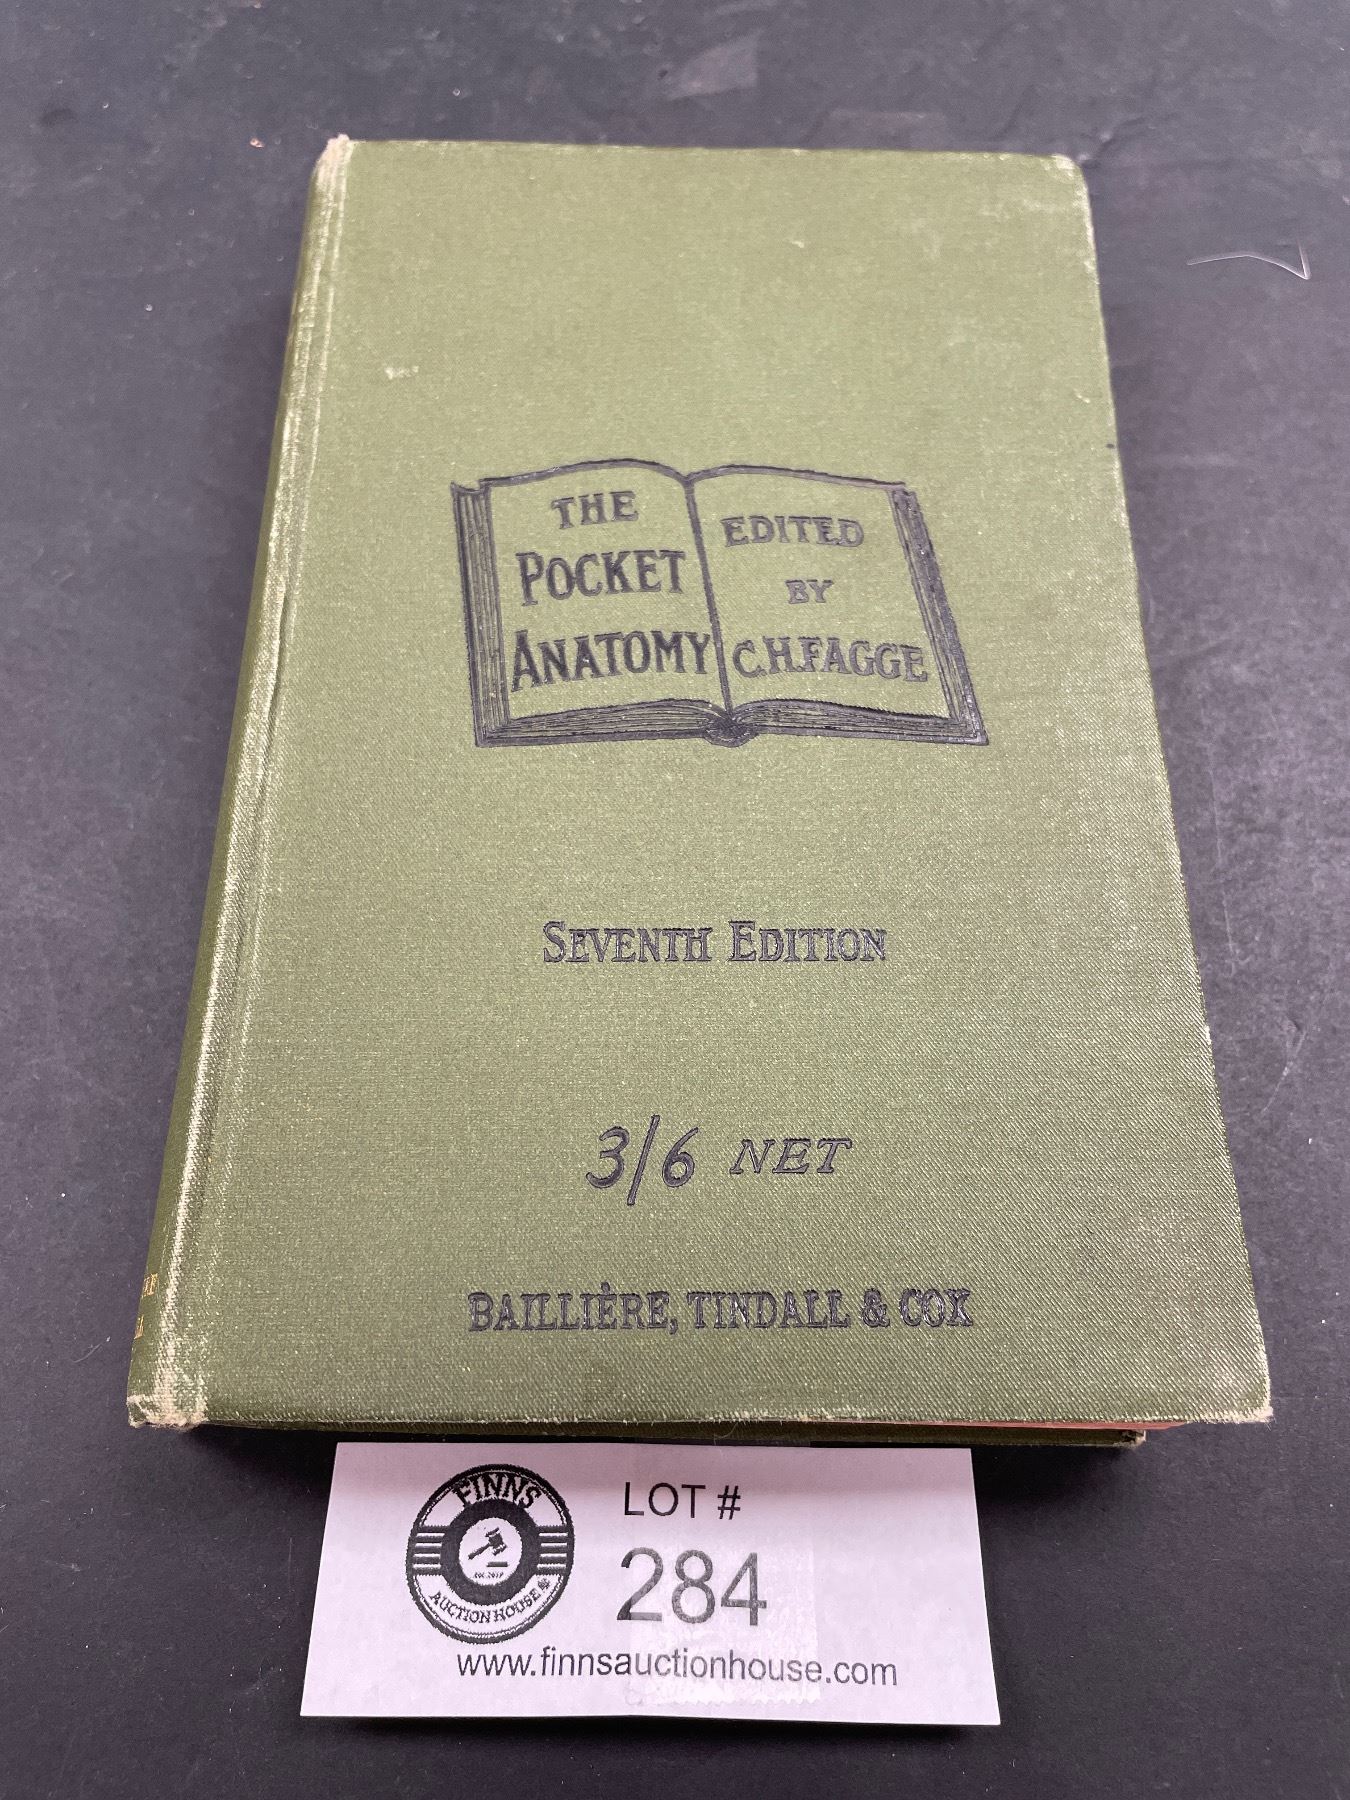 THE
POCKET
ANATOMY
EDITED
BY
C.H.FAGGE
SEVENTH EDITION
3/6 NET
BAILLIÈRE, TINDALL & COX
FINNS
AUCTION HOUSE
LOT #
284
www.finnsauctionhouse.com